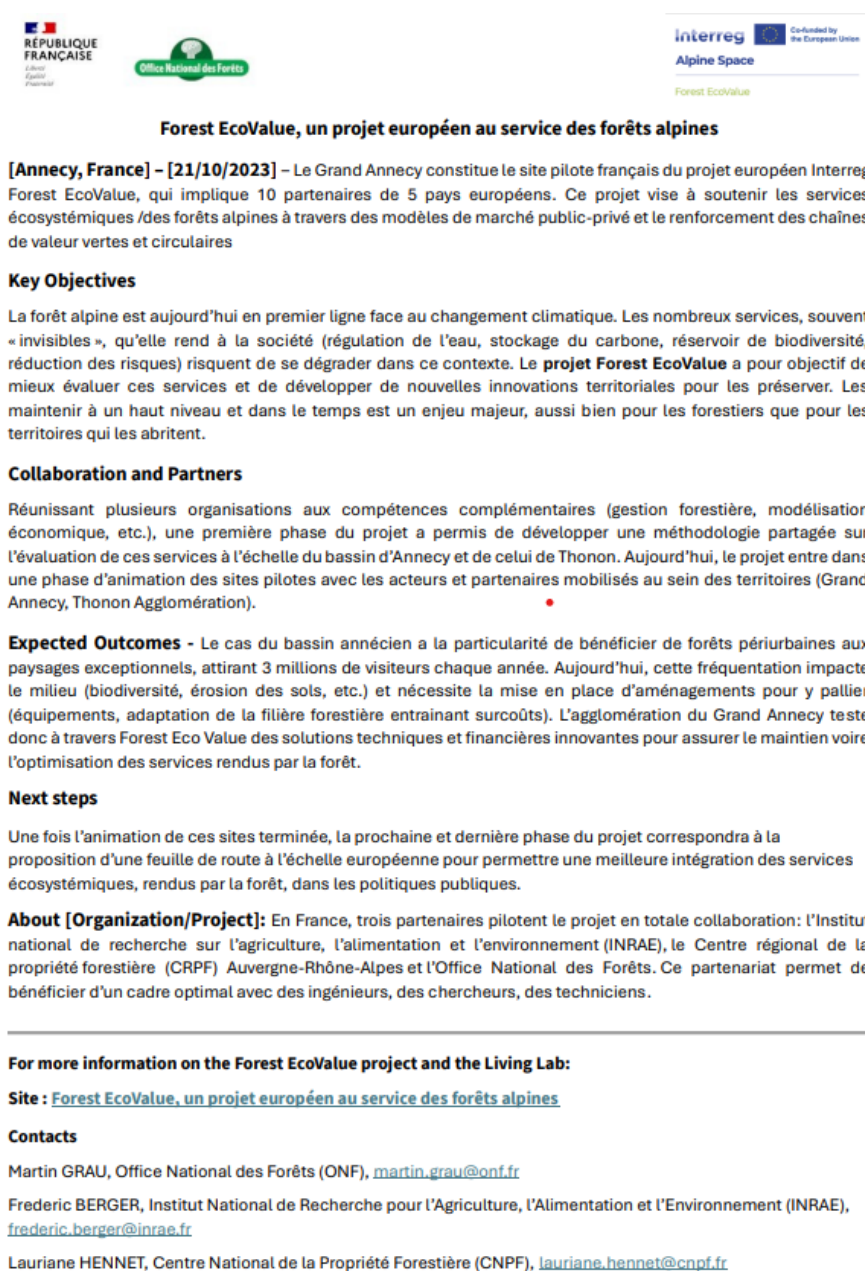 RÉPUBLIQUE
FRANÇAISE
Liberté
Égalité
Fraternité
Office National des Forêts
Interreg
Co-funded by
the European Union
Alpine Space
Forest EcoValue
Forest EcoValue, un projet européen au service des forêts alpines
[Annecy, France] – [21/10/2023] – Le Grand Annecy constitue le site pilote français du projet européen Interreg
Forest EcoValue, qui implique 10 partenaires de 5 pays européens. Ce projet vise à soutenir les services
écosystémiques /des forêts alpines à travers des modèles de marché public-privé et le renforcement des chaînes
de valeur vertes et circulaires
Key Objectives
La forêt alpine est aujourd’hui en premier ligne face au changement climatique. Les nombreux services, souvent
« invisibles », qu’elle rend à la société (régulation de l’eau, stockage du carbone, réservoir de biodiversité,
réduction des risques) risquent de se dégrader dans ce contexte. Le projet Forest EcoValue a pour objectif de
mieux évaluer ces services et de développer de nouvelles innovations territoriales pour les préserver. Les
maintenir à un haut niveau et dans le temps est un enjeu majeur, aussi bien pour les forestiers que pour les
territoires qui les abritent.
Collaboration and Partners
Réunissant plusieurs organisations aux compétences complémentaires (gestion forestière, modélisation
économique, etc.), une première phase du projet a permis de développer une méthodologie partagée sur
l’évaluation de ces services à l’échelle du bassin d’Annecy et de celui de Thonon. Aujourd’hui, le projet entre dans
une phase d’animation des sites pilotes avec les acteurs et partenaires mobilisés au sein des territoires (Grand
Annecy, Thonon Agglomération).
Expected Outcomes - Le cas du bassin annécien a la particularité de bénéficier de forêts périurbaines aux
paysages exceptionnels, attirant 3 millions de visiteurs chaque année. Aujourd’hui, cette fréquentation impacte
le milieu (biodiversité, érosion des sols, etc.) et nécessite la mise en place d’aménagements pour y pallier
(équipements, adaptation de la filière forestière entrainant surcoûts). L’agglomération du Grand Annecy teste
donc à travers Forest Eco Value des solutions techniques et financières innovantes pour assurer le maintien voire
l’optimisation des services rendus par la forêt.
Next steps
Une fois l’animation de ces sites terminée, la prochaine et dernière phase du projet correspondra à la
proposition d’une feuille de route à l’échelle européenne pour permettre une meilleure intégration des services
écosystémiques, rendus par la forêt, dans les politiques publiques.
About [Organization/Project]: En France, trois partenaires pilotent le projet en totale collaboration: l’Institut
national de recherche sur l’agriculture, l’alimentation et l’environnement (INRAE), le Centre régional de la
propriété forestière (CRPF) Auvergne-Rhône-Alpes et l’Office National des Forêts. Ce partenariat permet de
bénéficier d’un cadre optimal avec des ingénieurs, des chercheurs, des techniciens.
For more information on the Forest EcoValue project and the Living Lab:
Site : Forest EcoValue, un projet européen au service des forêts alpines
Contacts
Martin GRAU, Office National des Forêts (ONF), martin.grau@onf.fr
Frederic BERGER, Institut National de Recherche pour l’Agriculture, l’Alimentation et l’Environnement (INRAE),
frederic.berger@inrae.fr
Lauriane HENNET, Centre National de la Propriété Forestière (CNPF), lauriane.hennet@cnpf.fr